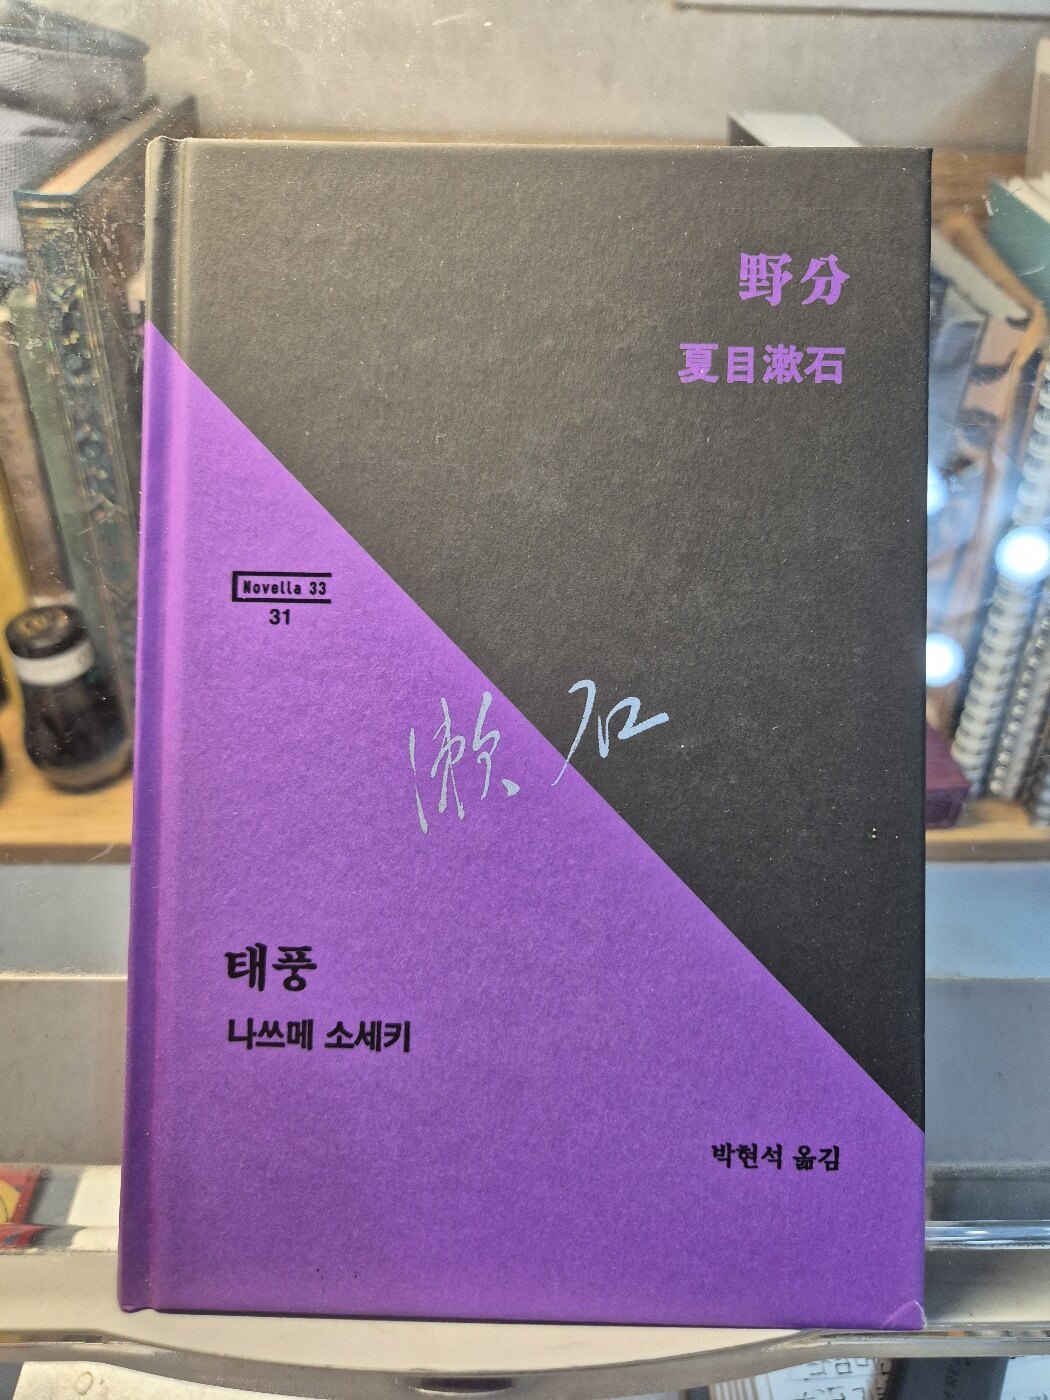 野分
夏目漱石
Novella 33
31
漱石
태풍
나쓰메 소세키
박현석 옮김